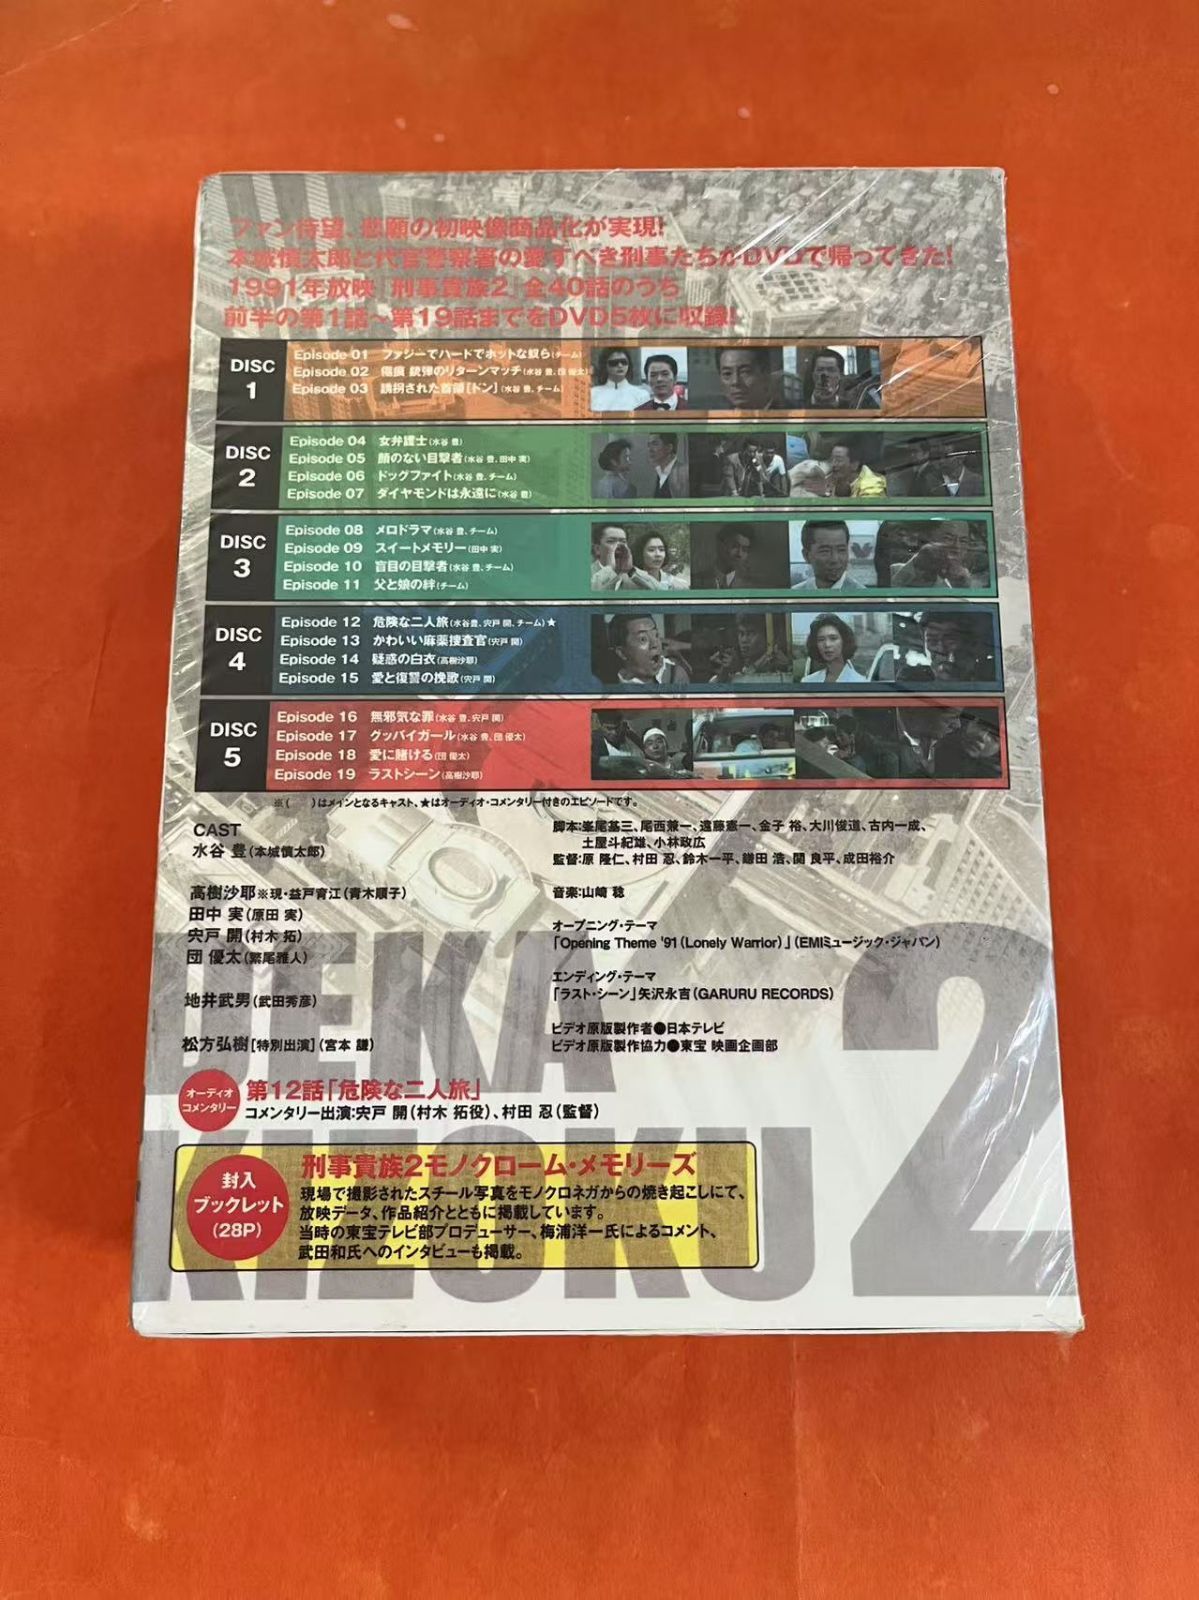 ファン待望、悲願の初映像商品化が実現!
本城慎太郎と代官警察署の愛すべき刑事たちがDVDで帰ってきた!
1991年放映「刑事貴族2」全40話のうち
前半の第1話〜第19話までをDVD5枚に収録!
DISC
1
Episode 01 ファジーでハードでホットな奴ら(チーム)
Episode 02 傷痕 銃弾のリターンマッチ(水谷 豊、団 優太)
Episode 03 誘拐された首領[ドン](水谷 豊、チーム)
DISC
2
Episode 04 女弁護士(水谷 豊)
Episode 05 顔のない目撃者(水谷 豊、田中 実)
Episode 06 ドッグファイト(水谷 豊、チーム)
Episode 07 ダイヤモンドは永遠に(水谷 豊)
DISC
3
Episode 08 メロドラマ(水谷 豊、チーム)
Episode 09 スイートメモリー(田中 実)
Episode 10 盲目の目撃者(水谷 豊、チーム)
Episode 11 父と娘の絆(チーム)
DISC
4
Episode 12 危険な二人旅(水谷豊、宍戸 開、チーム)★
Episode 13 かわいい麻薬捜査官(宍戸 開)
Episode 14 疑惑の白衣(高樹沙耶)
Episode 15 愛と復讐の挽歌(宍戸 開)
DISC
5
Episode 16 無邪気な罪(水谷 豊、宍戸 開)
Episode 17 グッバイガール(水谷 豊、団 優太)
Episode 18 愛に賭ける(団 優太)
Episode 19 ラストシーン(高樹沙耶)
※( )はメインとなるキャスト、★はオーディオ・コメンタリー付きのエピソードです。
CAST
水谷 豊(本城慎太郎)
高樹沙耶※現・益戸育江(青木順子)
田中 実(原田 実)
宍戸 開(村木 拓)
団 優太(繁尾雅人)
地井武男(武田秀彦)
松方弘樹[特別出演](宮本 謙)
脚本:峯尾基三、尾西兼一、遠藤憲一、金子 裕、大川俊道、古内一成、
土屋斗紀雄、小林政広
監督:原 隆仁、村田 忍、鈴木一平、鎌田 浩、関 良平、成田裕介
音楽:山崎 稔
オープニング・テーマ
「Opening Theme '91(Lonely Warrior)」(EMIミュージック・ジャパン)
エンディング・テーマ
「ラスト・シーン」矢沢永吉(GARURU RECORDS)
ビデオ原版製作者●日本テレビ
ビデオ原版製作協力●東宝 映画企画部
オーディオ
コメンタリー
第12話「危険な二人旅」
コメンタリー出演:宍戸 開(村木 拓役)、村田 忍(監督)
封入
ブックレット
(28P)
刑事貴族2モノクローム・メモリーズ
現場で撮影されたスチール写真をモノクロネガからの焼き起こしにて、
放映データ、作品紹介とともに掲載しています。
当時の東宝テレビ部プロデューサー、梅浦洋一氏によるコメント、
武田和氏へのインタビューも掲載。
DEKA
KIZOKU 2